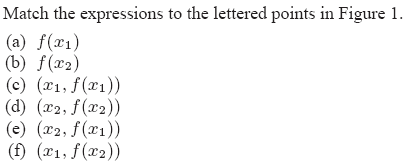 Match the expressions to the lettered points in Figure 1.
(a) f(x₁)
(b) f(x₂)
(c) (x₁, f(x₁))
(d) (x₂, f(x₂))
(e) (x₂, f(x₁))
(f) (x₁, f(x₂))